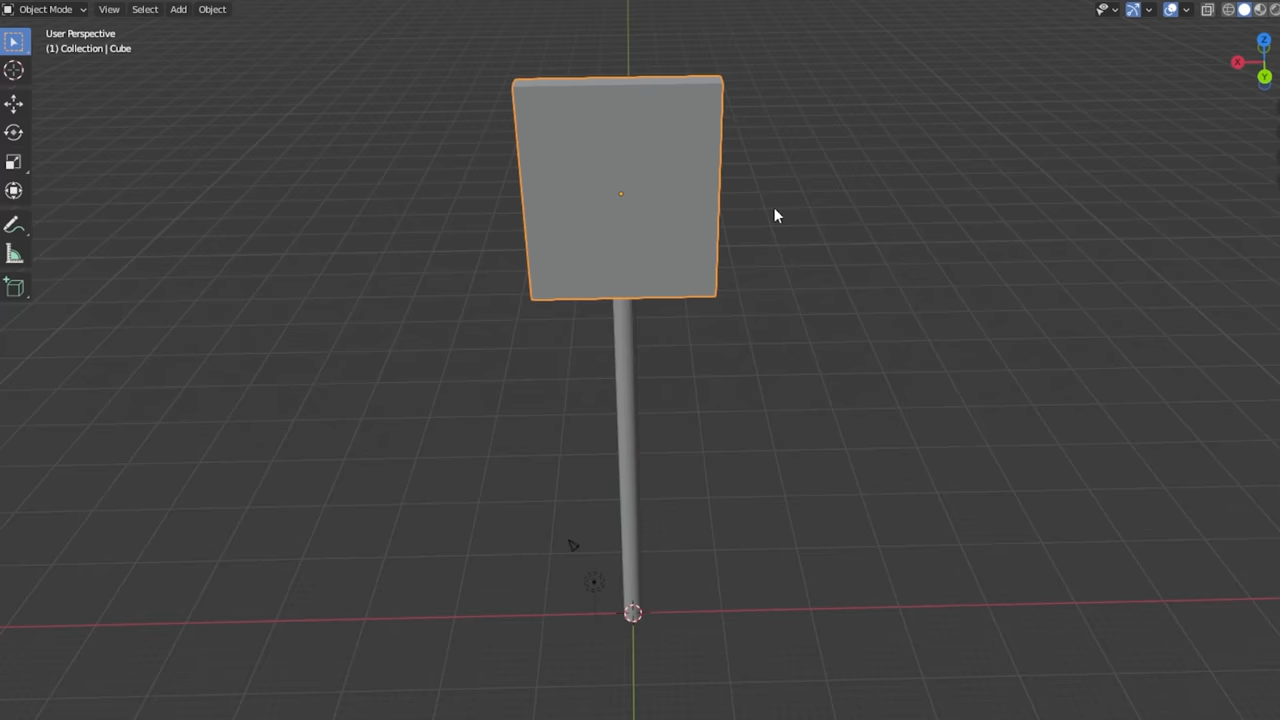 Object Mode View Select Add Object
User Perspective
(1) Collection | Cube
Z
X
Y